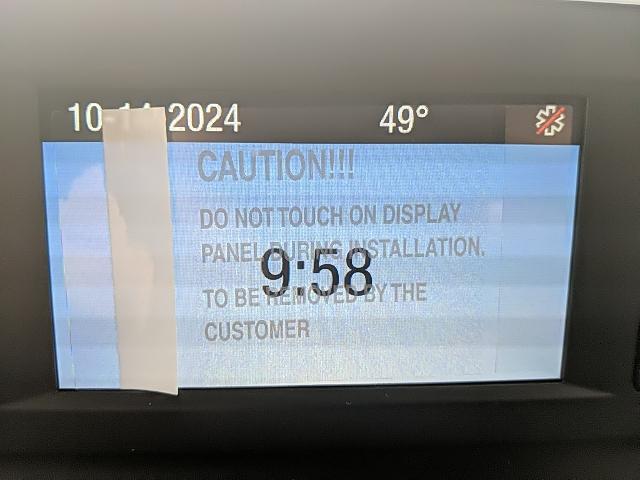 10-14-2024 49°
CAUTION!!!
DO NOT TOUCH ON DISPLAY
PANEL DURING INSTALLATION.
9:58
TO BE REMOVED BY THE
CUSTOMER